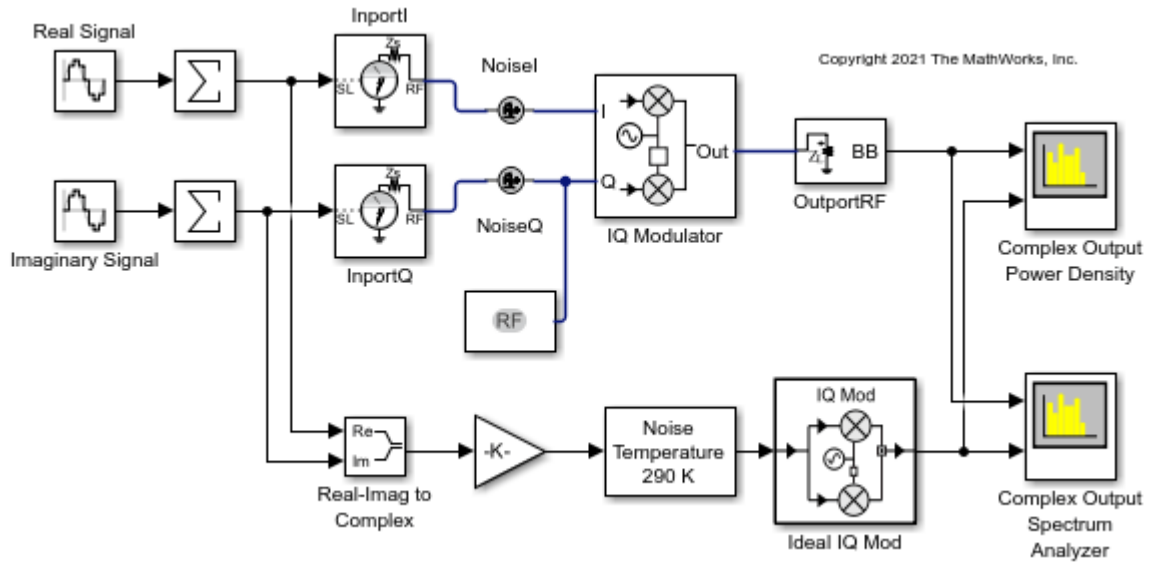 InportI
Real Signal
Zs
SL
RF
NoiseI
Copyright 2021 The MathWorks, Inc.
I
Out
Q
IQ Modulator
ZL
BB
OutportRF
Complex Output
Power Density
Imaginary Signal
Zs
SL
RF
InportQ
NoiseQ
RF
Re
Im
Real-Imag to
Complex
-K-
Noise
Temperature
290 K
IQ Mod
Ideal IQ Mod
Complex Output
Spectrum
Analyzer